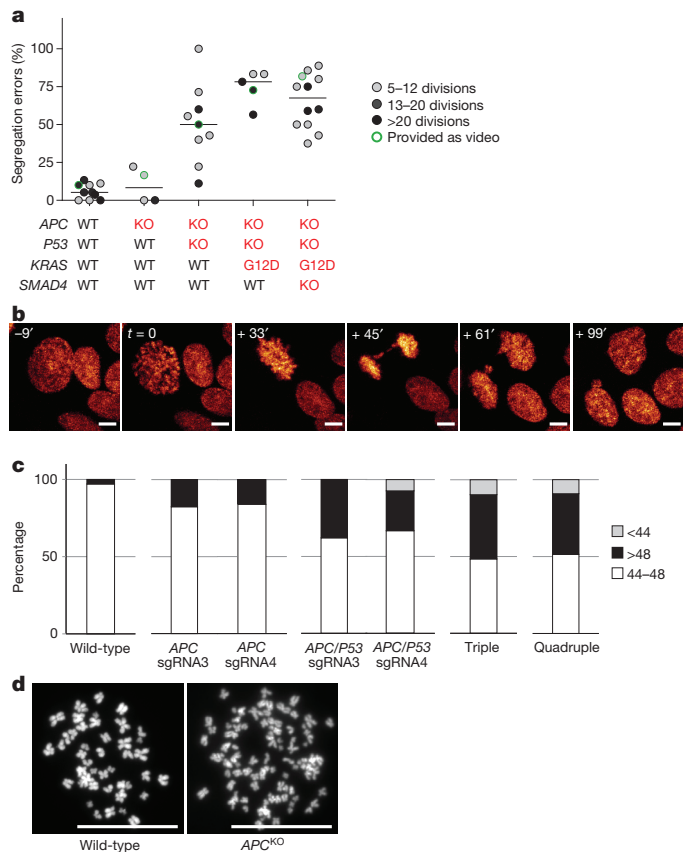 a
Segregation errors (%)
100
75
50
25
0
5–12 divisions
13–20 divisions
>20 divisions
Provided as video
APC WT KO KO KO KO
P53 WT WT KO KO KO
KRAS WT WT WT G12D G12D
SMAD4 WT WT WT WT KO
b
–9′
t = 0
+ 33′
+ 45′
+ 61′
+ 99′
c
Percentage
100
50
0
<44
>48
44–48
Wild-type
APC sgRNA3
APC sgRNA4
APC/P53 sgRNA3
APC/P53 sgRNA4
Triple
Quadruple
d
Wild-type
APCᴷᴼ